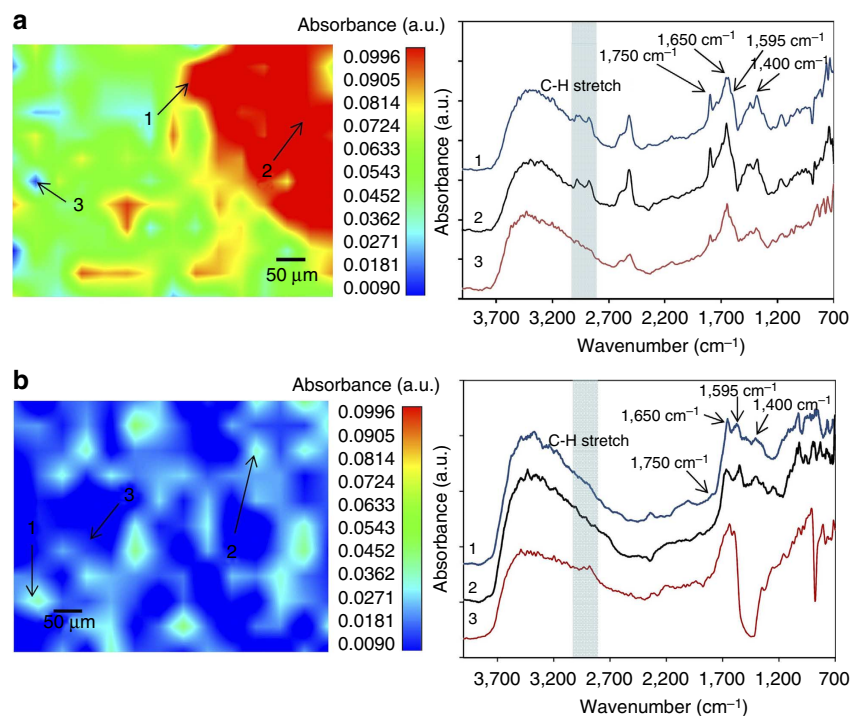 a
Absorbance (a.u.)
0.0996
0.0905
0.0814
0.0724
0.0633
0.0543
0.0452
0.0362
0.0271
0.0181
0.0090
1
2
3
50 μm
Absorbance (a.u.)
1,650 cm⁻¹
1,750 cm⁻¹
1,595 cm⁻¹
1,400 cm⁻¹
C-H stretch
1
2
3
3,700 3,200 2,700 2,200 1,700 1,200 700
Wavenumber (cm⁻¹)
b
Absorbance (a.u.)
0.0996
0.0905
0.0814
0.0724
0.0633
0.0543
0.0452
0.0362
0.0271
0.0181
0.0090
3
1
2
50 μm
Absorbance (a.u.)
1,595 cm⁻¹
1,650 cm⁻¹
1,400 cm⁻¹
C-H stretch
1,750 cm⁻¹
1
2
3
3,700 3,200 2,700 2,200 1,700 1,200 700
Wavenumber (cm⁻¹)